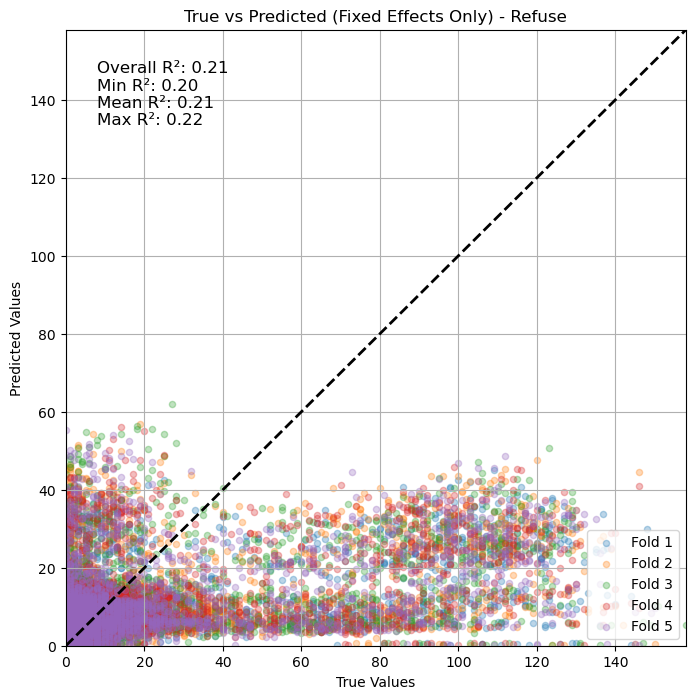 True vs Predicted (Fixed Effects Only) - Refuse
Overall R²: 0.21
Min R²: 0.20
Mean R²: 0.21
Max R²: 0.22
Predicted Values
140
120
100
80
60
40
20
0
0 20 40 60 80 100 120 140
True Values
Fold 1
Fold 2
Fold 3
Fold 4
Fold 5